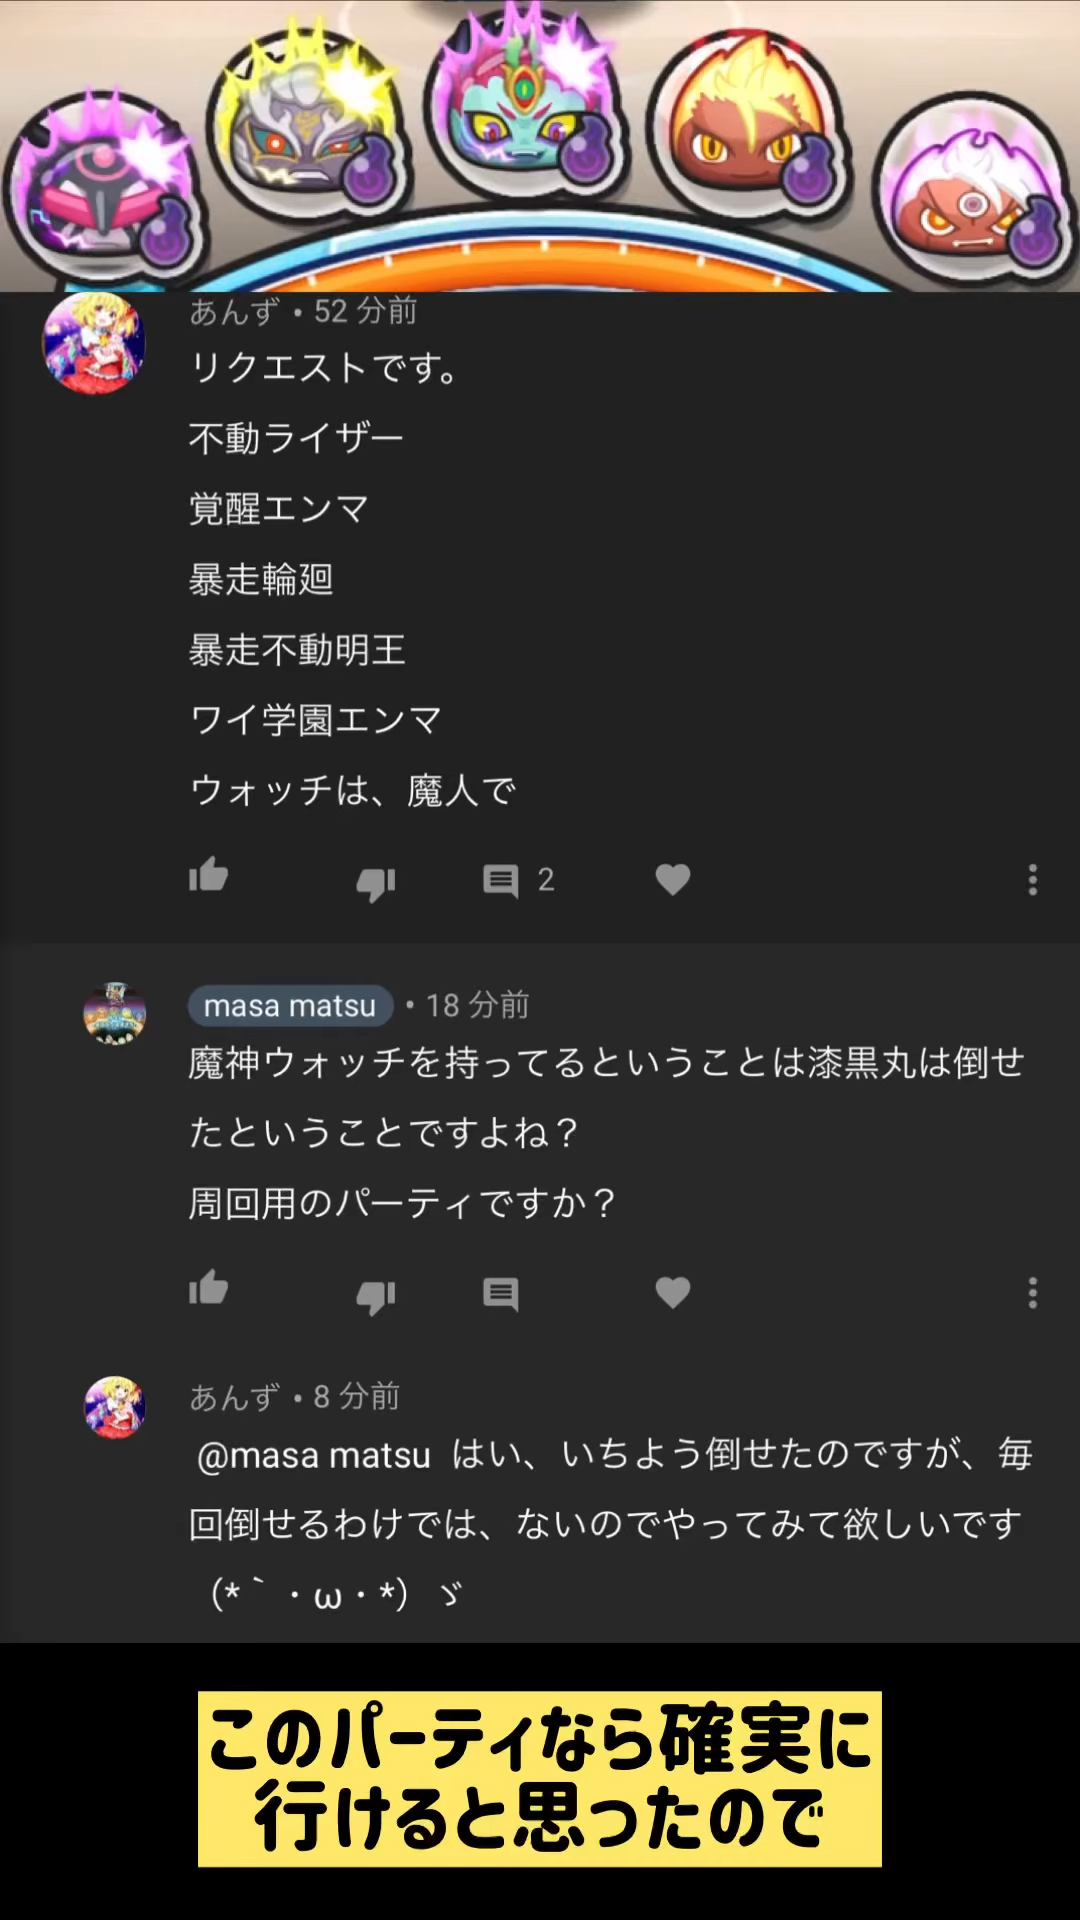 あんず • 52 分前
リクエストです。
不動ライザー
覚醒エンマ
暴走輪廻
暴走不動明王
ワイ学園エンマ
ウォッチは、魔人で
2
masa matsu • 18 分前
魔神ウォッチを持ってるということは漆黒丸は倒せ
たということですよね？
周回用のパーティですか？
あんず • 8 分前
@masa matsu はい、いちよう倒せたのですが、毎
回倒せるわけでは、ないのでやってみて欲しいです
（*｀・ω・*）ゞ
このパーティなら確実に
行けると思ったので